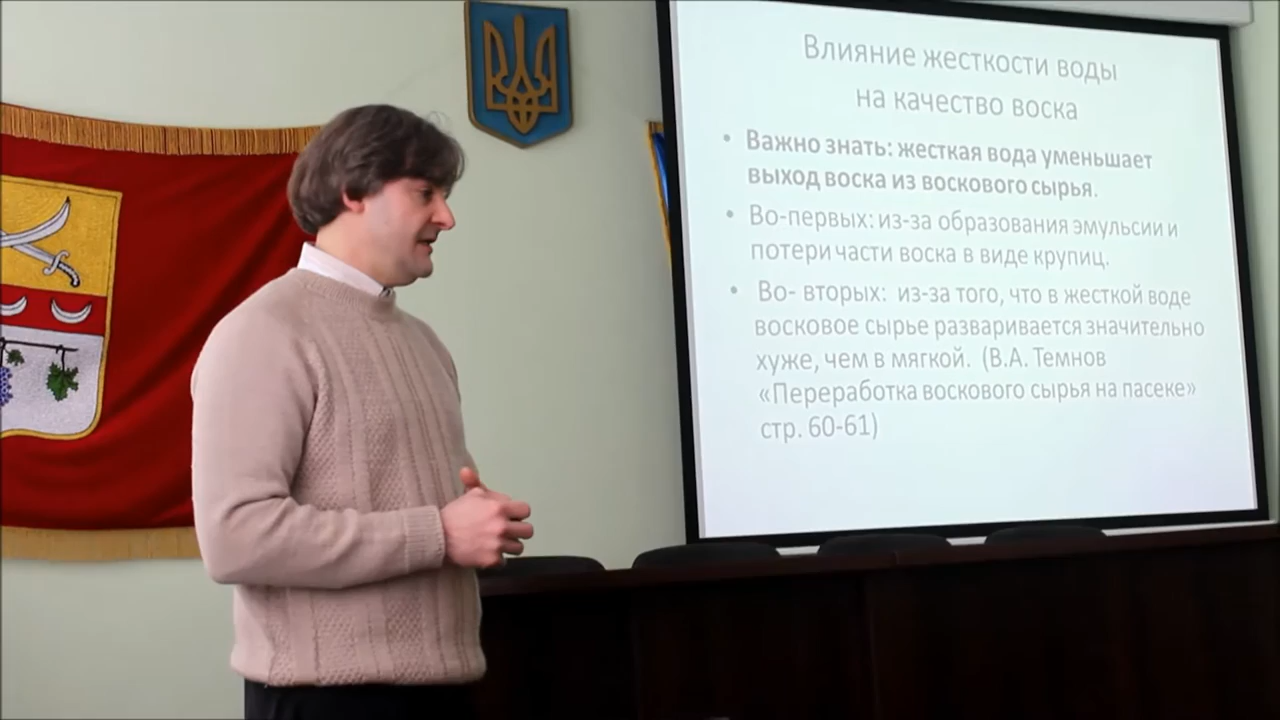 Влияние жесткости воды
на качество воска
• Важно знать: жесткая вода уменьшает
выход воска из воскового сырья.
• Во-первых: из-за образования эмульсии и
потери части воска в виде крупиц.
• Во- вторых: из-за того, что в жесткой воде
восковое сырье разваривается значительно
хуже, чем в мягкой. (В.А. Темнов
«Переработка воскового сырья на пасеке»
стр. 60-61)